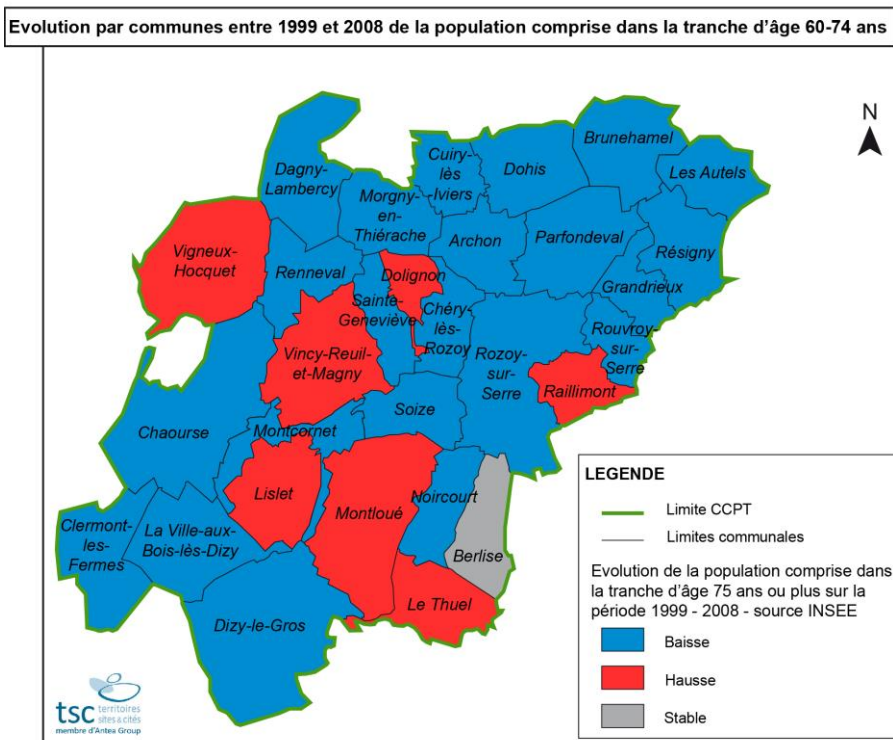 Evolution par communes entre 1999 et 2008 de la population comprise dans la tranche d'âge 60-74 ans
N
Brunehamel
Cuiry-
lès
-Iviers
Dohis
Les Autels
Dagny-
Lambercy
Morgny-
en-
Thiérache
Archon
Parfondeval
Résigny
Vigneux-
Hocquet
Renneval
Dolignon
Grandrieux
Sainte-
Geneviève
Chéry-
lès-
Rozoy
Rouvroy-
sur-
Serre
Vincy-Reuil-
et-Magny
Rozoy-
sur-
Serre
Raillimont
Soize
Chaourse
Montcornet
Lislet
Montloué
Noircourt
Berlise
Clermont-
les-
Fermes
La Ville-aux-
Bois-lès-Dizy
Le Thuel
Dizy-le-Gros
LEGENDE
Limite CCPT
Limites communales
Evolution de la population comprise dans
la tranche d'âge 75 ans ou plus sur la
période 1999 - 2008 - source INSEE
Baisse
Hausse
Stable
tsc territoires
sites & cités
membre d'Antea Group